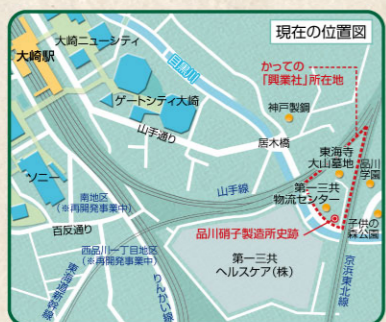 現在の位置図
大崎ニューシティ
大崎駅
目黒川
かつての
「興業社」所在地
ゲートシティ大崎
神戸製鋼
山手通り
居木橋
東海寺
大山墓地
品川
学園
ソニー
山手線
第一三共
物流センター
南地区
(※再開発事業中)
子供の
森公園
百反通り
品川硝子製造所史跡
西品川一丁目地区
(※再開発事業中)
第一三共
ヘルスケア(株)
東海道新幹線
りんかい線
京浜東北線